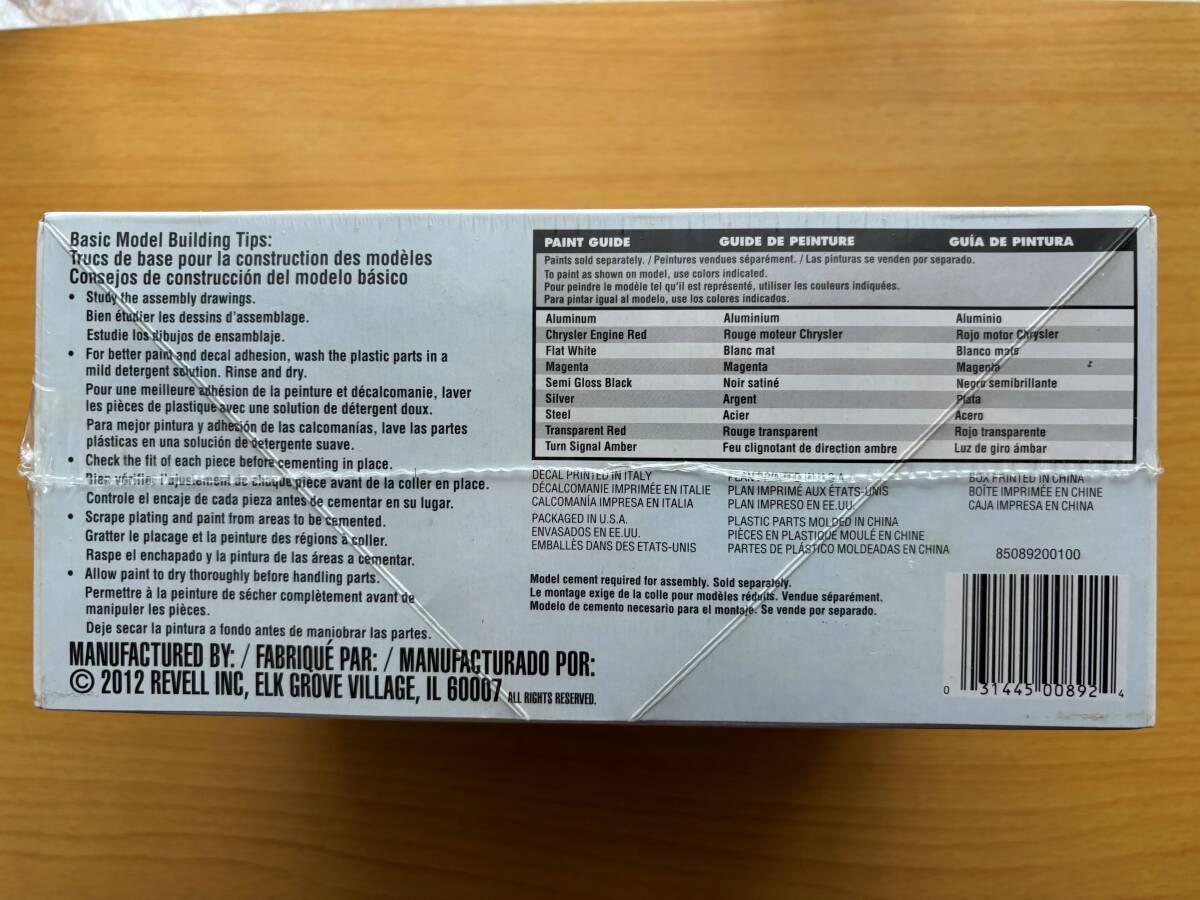 Basic Model Building Tips:
Trucs de base pour la construction des modèles
Consejos de construcción del modelo básico
• Study the assembly drawings.
Bien étudier les dessins d'assemblage.
Estudie los dibujos de ensamblaje.
• For better paint and decal adhesion, wash the plastic parts in a
mild detergent solution. Rinse and dry.
Pour une meilleure adhésion de la peinture et décalcomanie, laver
les pièces de plastique avec une solution de détergent doux.
Para mejor pintura y adhesión de las calcomanías, lave las partes
plásticas en una solución de detergente suave.
• Check the fit of each piece before cementing in place.
Bien vérifier l'ajustement de chaque pièce avant de la coller en place.
Controle el encaje de cada pieza antes de cementar en su lugar.
• Scrape plating and paint from areas to be cemented.
Gratter le placage et la peinture des régions à coller.
Raspe el enchapado y la pintura de las áreas a cementar.
• Allow paint to dry thoroughly before handling parts.
Permettre à la peinture de sécher complètement avant de
manipuler les pièces.
Deje secar la pintura a fondo antes de maniobrar las partes.
MANUFACTURED BY: / FABRIQUÉ PAR: / MANUFACTURADO POR:
© 2012 REVELL INC, ELK GROVE VILLAGE, IL 60007 ALL RIGHTS RESERVED.
PAINT GUIDE GUIDE DE PEINTURE GUÍA DE PINTURA
Paints sold separately. / Peintures vendues séparément. / Las pinturas se venden por separado.
To paint as shown on model, use colors indicated.
Pour peindre le modèle tel qu'il est représenté, utiliser les couleurs indiquées.
Para pintar igual al modelo, use los colores indicados.
Aluminum Aluminium Aluminio
Chrysler Engine Red Rouge moteur Chrysler Rojo motor Chrysler
Flat White Blanc mat Blanco mate
Magenta Magenta Magenta
Semi Gloss Black Noir satiné Negro semibrillante
Silver Argent Plata
Steel Acier Acero
Transparent Red Rouge transparent Rojo transparente
Turn Signal Amber Feu clignotant de direction ambre Luz de giro ámbar
DECAL PRINTED IN ITALY
DÉCALCOMANIE IMPRIMÉE EN ITALIE
CALCOMANÍA IMPRESA EN ITALIA
PACKAGED IN U.S.A.
ENVASADOS EN EE.UU.
EMBALLÈS DANS DES ETATS-UNIS
PLAN IMPRIMÉ AUX ÉTATS-UNIS
PLAN IMPRESO EN EE.UU.
PLASTIC PARTS MOLDED IN CHINA
PIÈCES EN PLASTIQUE MOULÉ EN CHINE
PARTES DE PLÁSTICO MOLDEADAS EN CHINA
BOX PRINTED IN CHINA
BOÎTE IMPRIMÉE EN CHINE
CAJA IMPRESA EN CHINA
85089200100
Model cement required for assembly. Sold separately.
Le montage exige de la colle pour modèles réduits. Vendue séparément.
Modelo de cemento necesario para el montaje. Se vende por separado.
0 31445 00892 4